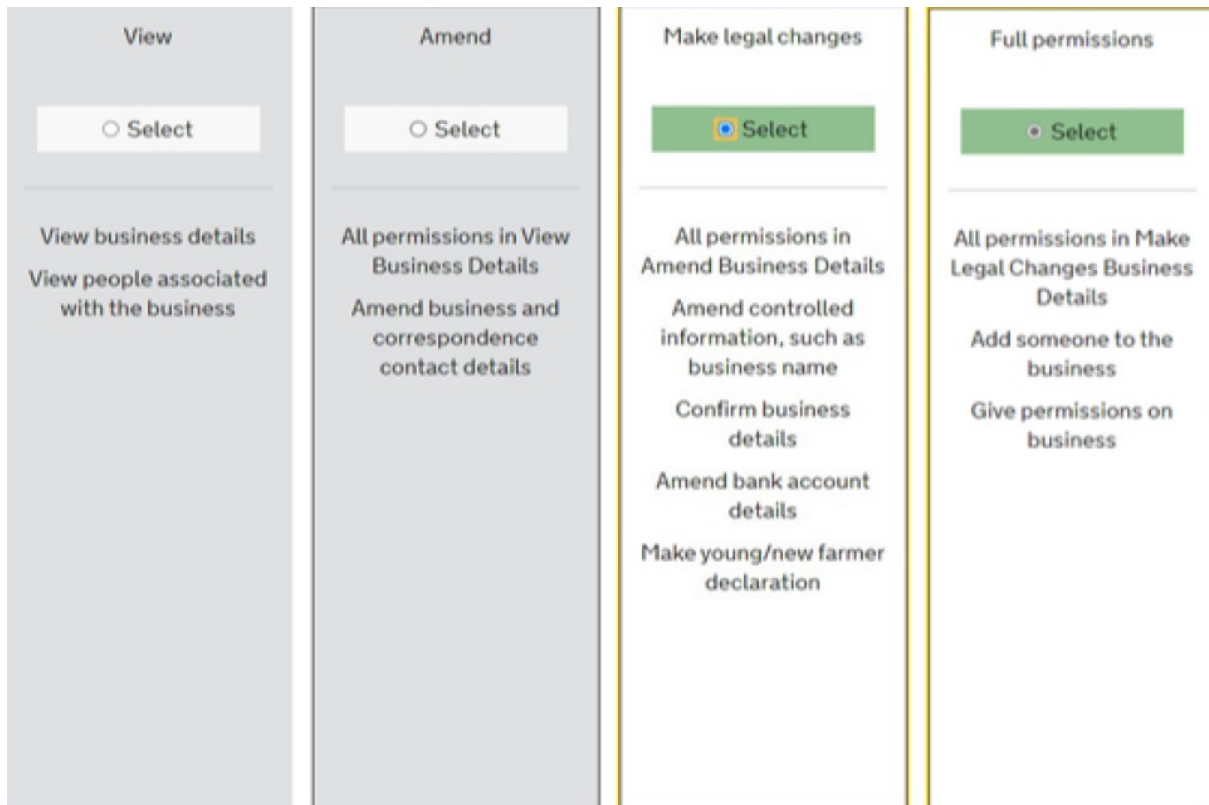 View
Select
View business details
View people associated
with the business
Amend
Select
All permissions in View
Business Details
Amend business and
correspondence
contact details
Make legal changes
Select
All permissions in
Amend Business Details
Amend controlled
information, such as
business name
Confirm business
details
Amend bank account
details
Make young/new farmer
declaration
Full permissions
Select
All permissions in Make
Legal Changes Business
Details
Add someone to the
business
Give permissions on
business